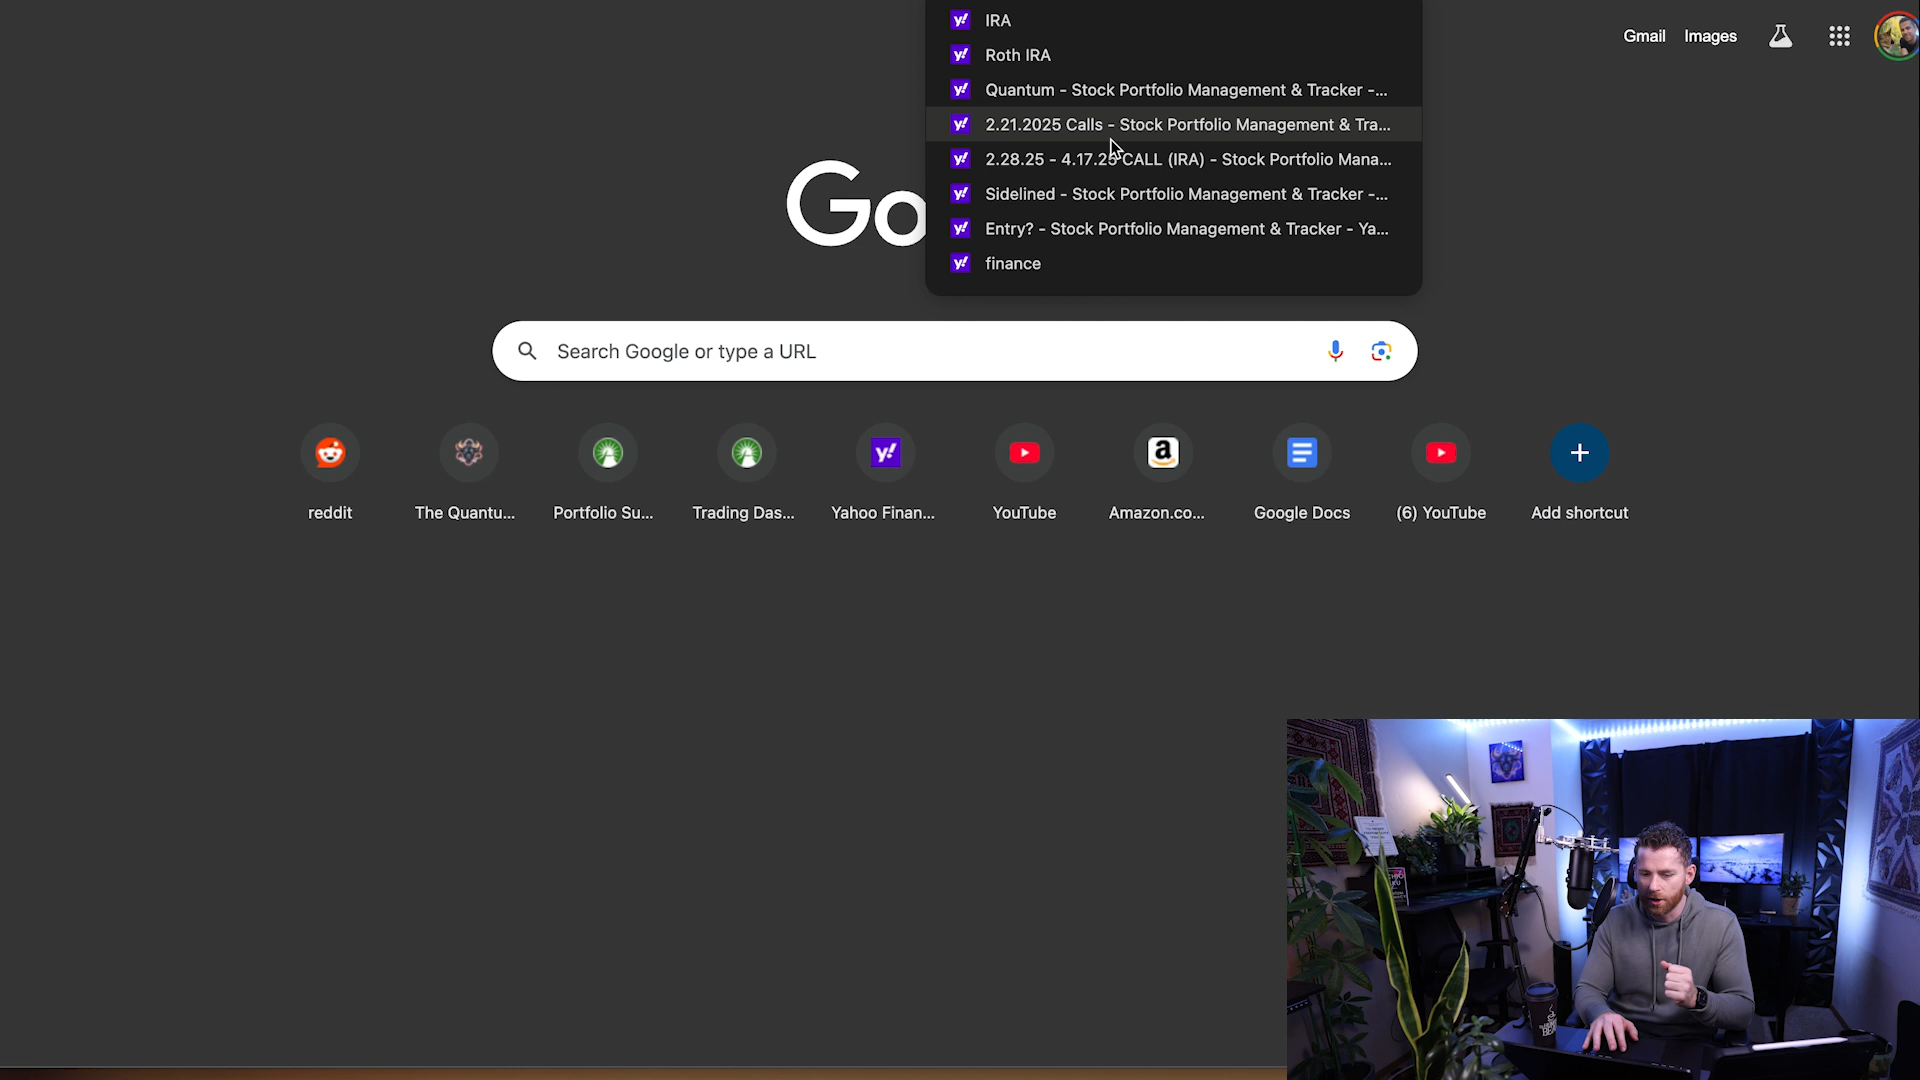 IRA
Roth IRA
Quantum - Stock Portfolio Management & Tracker -...
2.21.2025 Calls - Stock Portfolio Management & Tra...
2.28.25 - 4.17.25 CALL (IRA) - Stock Portfolio Mana...
Sidelined - Stock Portfolio Management & Tracker -...
Entry? - Stock Portfolio Management & Tracker - Ya...
finance
Gmail Images
Go
Search Google or type a URL
reddit
The Quantu...
Portfolio Su...
Trading Das...
Yahoo Finan...
YouTube
Amazon.co...
Google Docs
(6) YouTube
Add shortcut